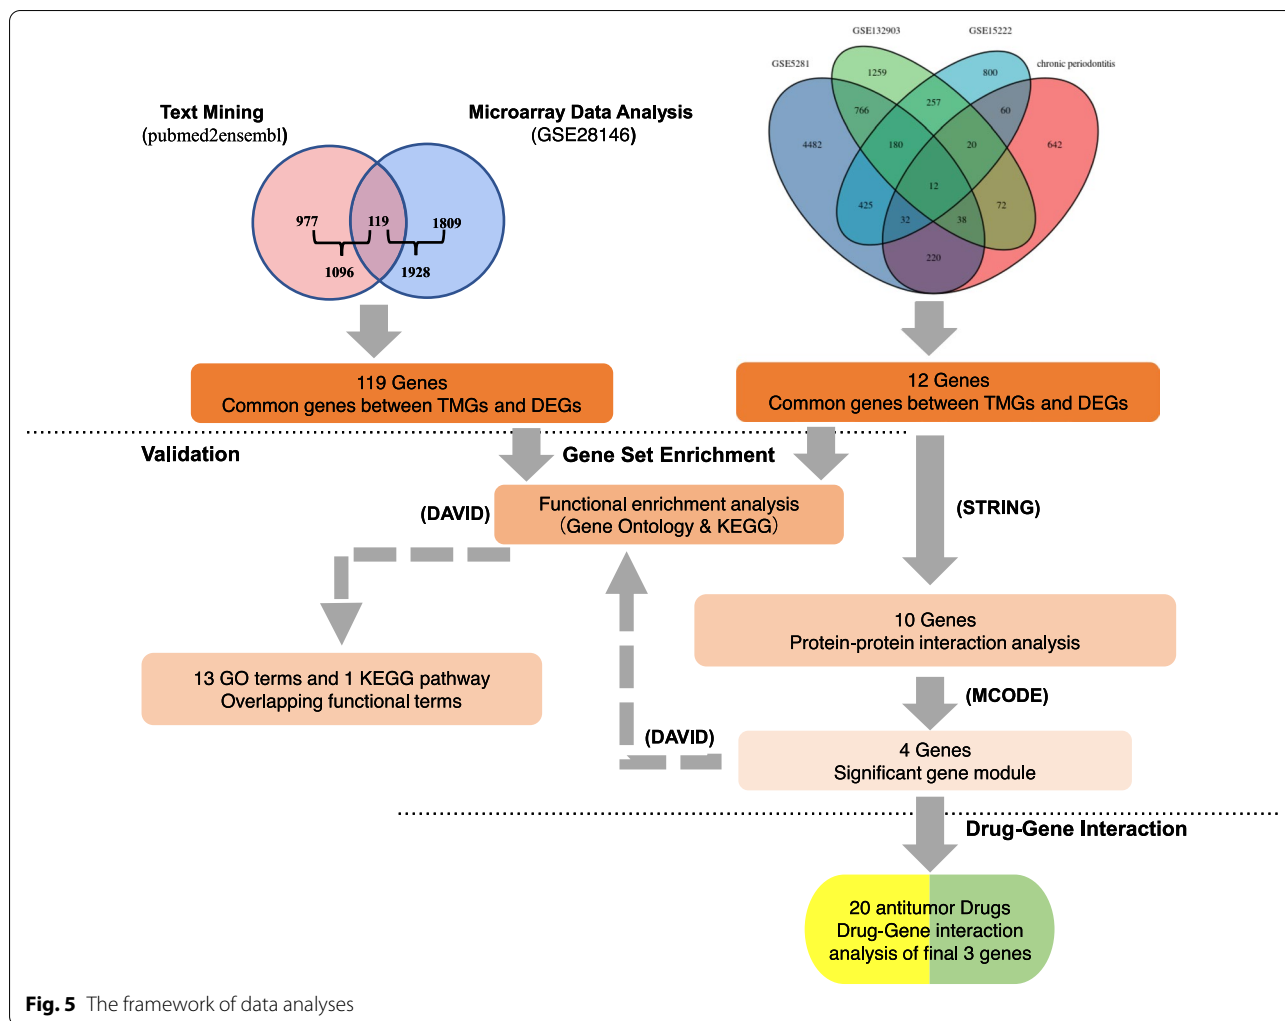 Text Mining
(pubmed2ensembl)
Microarray Data Analysis
(GSE28146)
977
119
1809
1096
1928
GSE5281
GSE132903
GSE15222
chronic periodontitis
1259
800
766
257
60
4482
180
20
642
12
425
32
38
72
220
119 Genes
Common genes between TMGs and DEGs
12 Genes
Common genes between TMGs and DEGs
Validation
Gene Set Enrichment
(DAVID)
Functional enrichment analysis
(Gene Ontology & KEGG)
(STRING)
10 Genes
Protein-protein interaction analysis
13 GO terms and 1 KEGG pathway
Overlapping functional terms
(MCODE)
(DAVID)
4 Genes
Significant gene module
Drug-Gene Interaction
20 antitumor Drugs
Drug-Gene interaction
analysis of final 3 genes
Fig. 5 The framework of data analyses